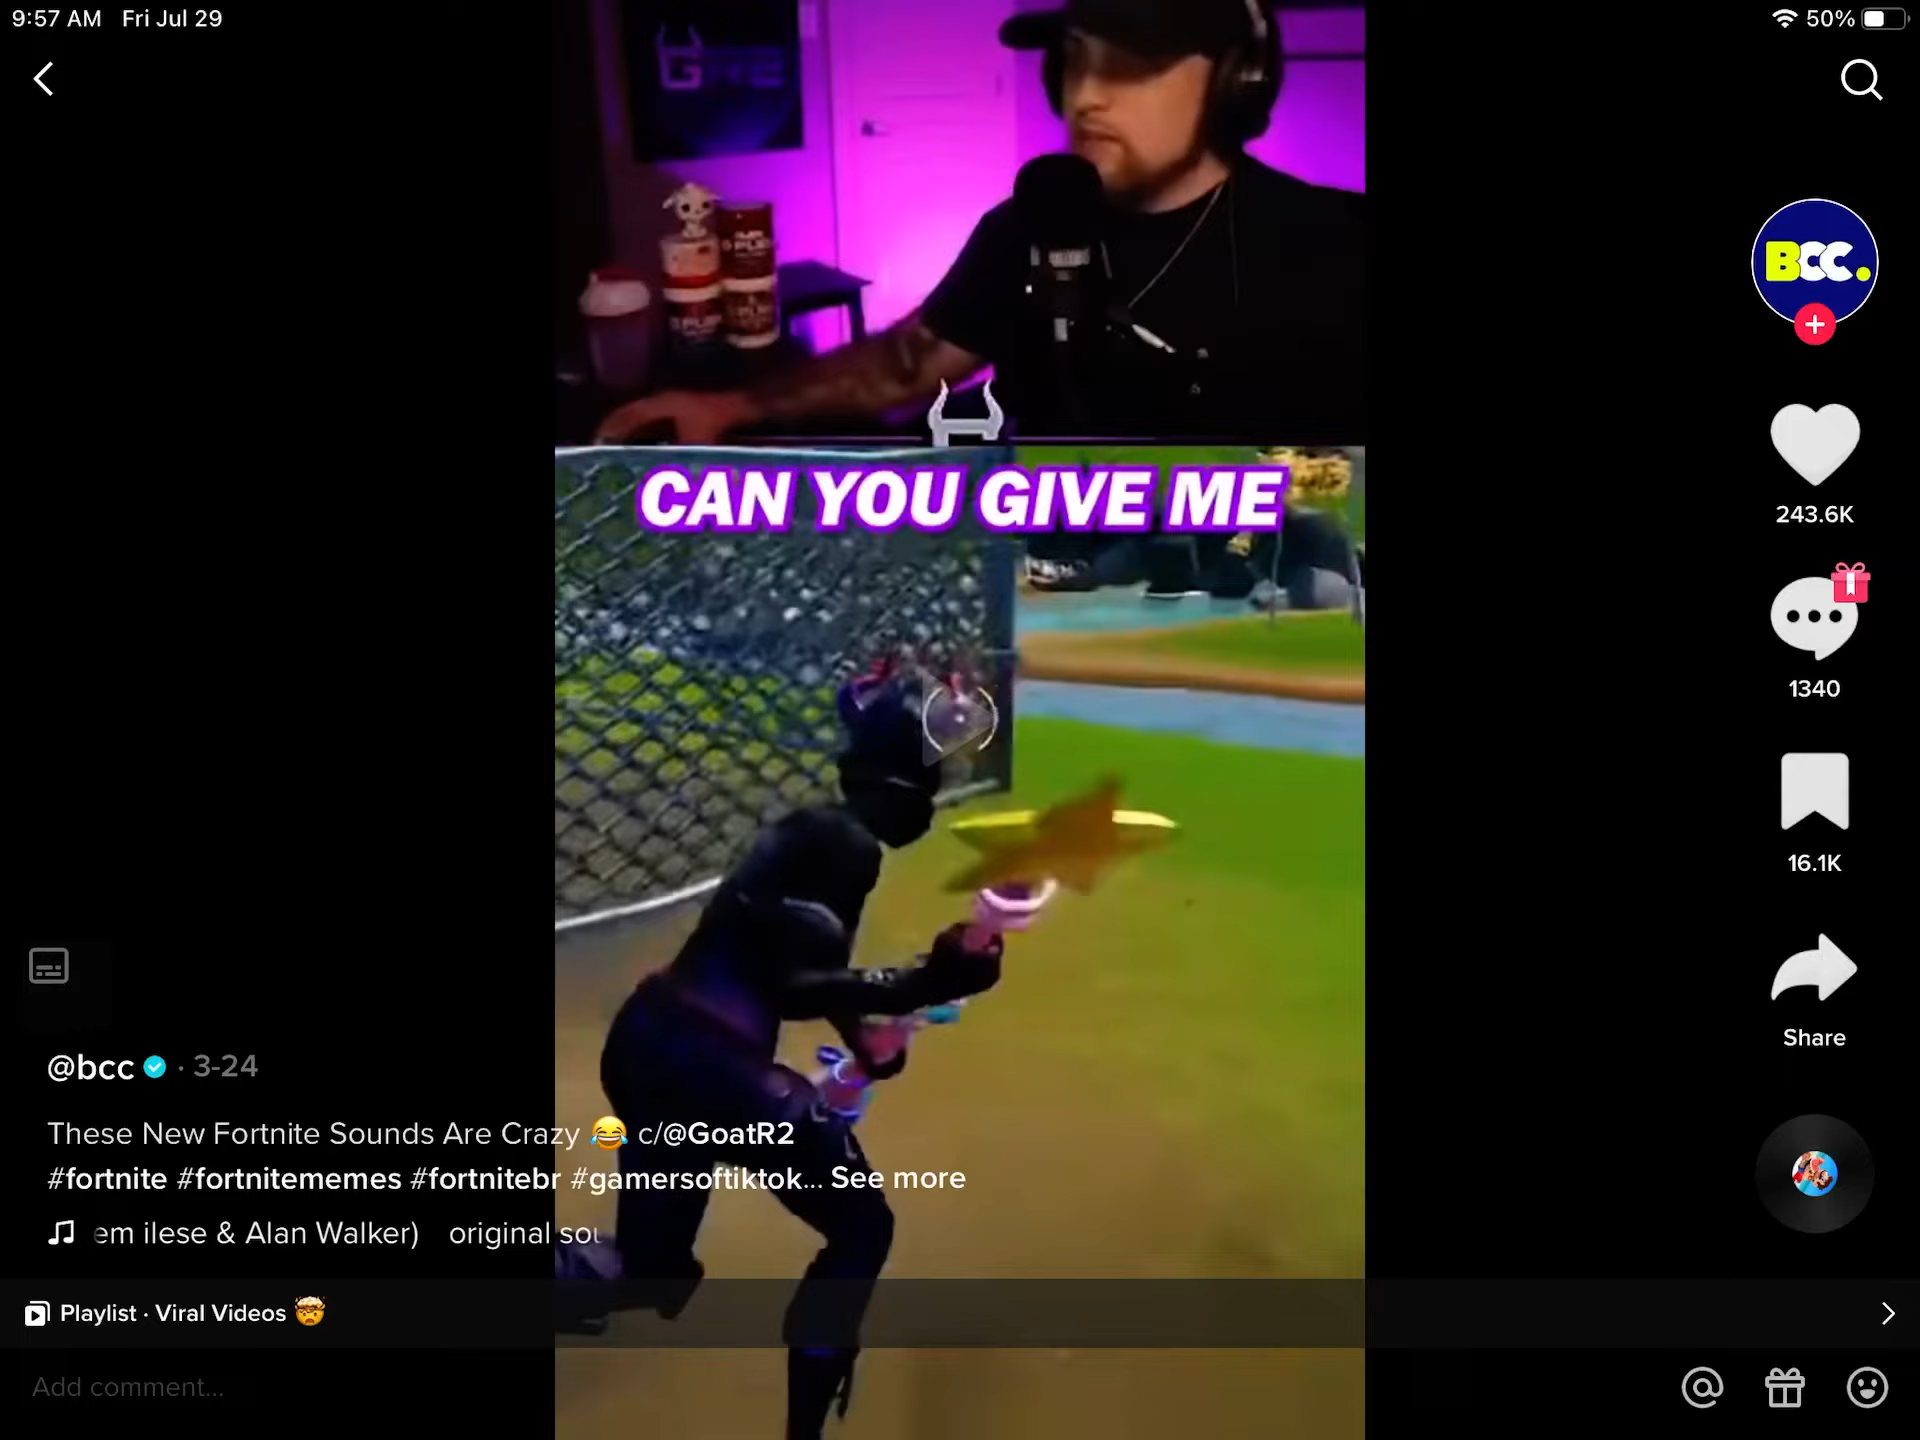 9:57 AM Fri Jul 29
50%
BCC.
CAN YOU GIVE ME
243.6K
1340
16.1K
Share
@bcc · 3-24
These New Fortnite Sounds Are Crazy 😂 c/@GoatR2
#fortnite #fortnitememes #fortnitebr #gamersoftiktok... See more
em ilese & Alan Walker) original sou
Playlist · Viral Videos 🤯
Add comment...